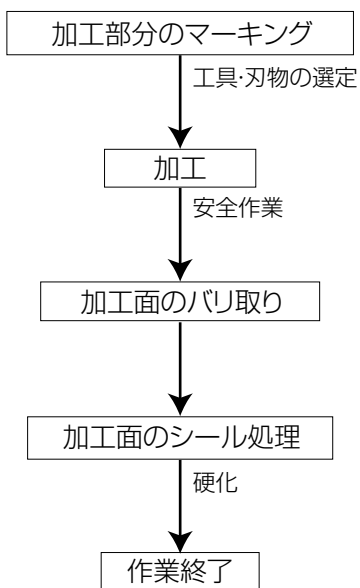 加工部分のマーキング
工具·刃物の選定
加工
安全作業
加工面のバリ取り
加工面のシール処理
硬化
作業終了